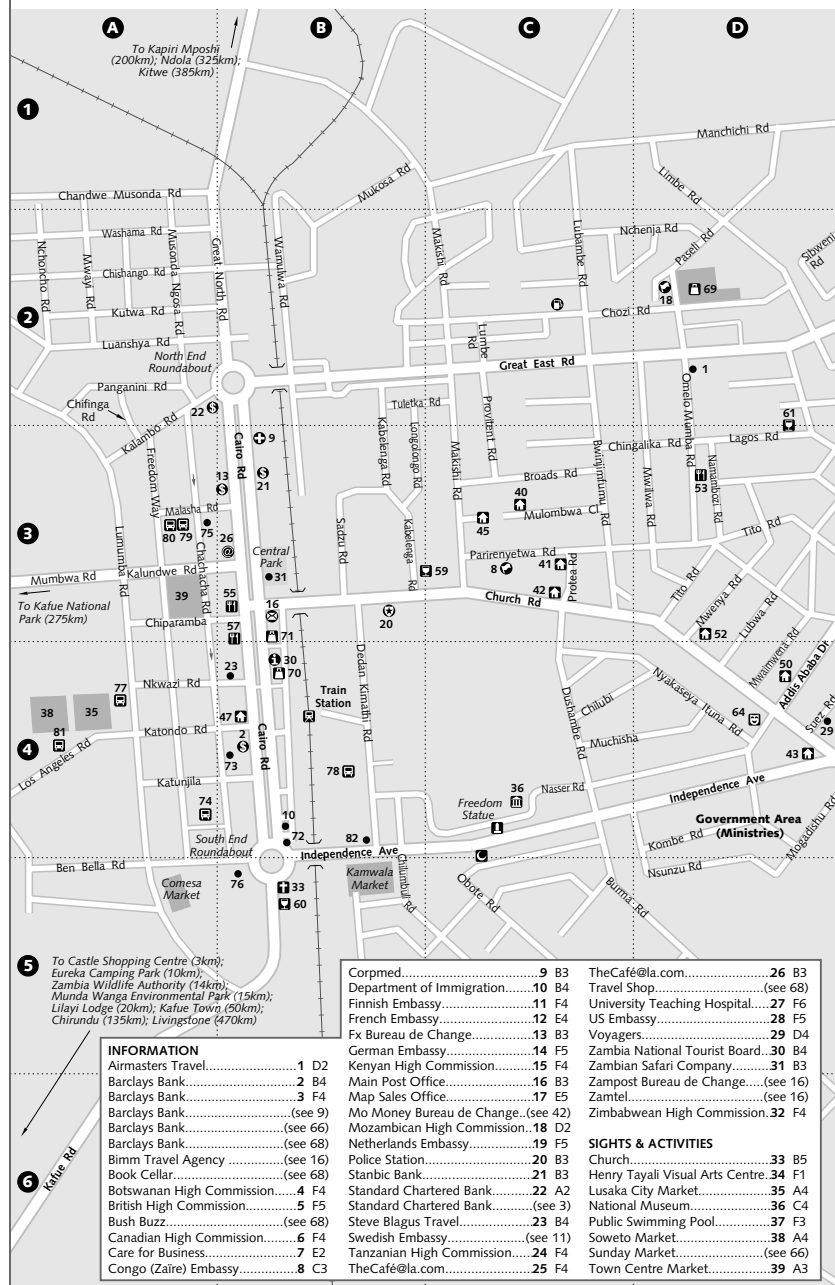 A
B
C
D
To Kapiri Mposhi
(200km); Ndola (325km);
Kitwe (385km)
1
Manchichi Rd
Limbe Rd
Mukosa Rd
Chandwe Musonda Rd
Washama Rd
Nchoncho Rd
Mwayi Rd
Musonda Ngosa Rd
Great North Rd
Wamulwa Rd
Makishi Rd
Lubambe Rd
Nchenja Rd
Paseli Rd
Sibweni Rd
Chishango Rd
18
69
2
Kutwa Rd
Chozi Rd
Luanshya Rd
Lumbe Rd
North End
Roundabout
Great East Rd
1
Panganini Rd
Chifinga
Rd
22
Tuletka Rd
Omelo Mumba Rd
61
Kalambo Rd
Cairo Rd
9
Kabelenga Rd
Longolongo Rd
Makishi Rd
Provitent Rd
Bwinjimfumu Rd
Mwilwa Rd
Chingalika Rd
Lagos Rd
Freedom Way
13
21
Broads Rd
53
Namambozi Rd
40
Malasha Rd
45
Mulombwa Cl
3
80 79
75
26
Sadzu Rd
Kabelenga Rd
Tito Rd
Lumumba Rd
Chachacha Rd
Central
Park
Parirenyetwa Rd
41
Kalundwe Rd
31
59
8
Mumbwa Rd
39
55
42
Protea Rd
To Kafue National
Park (275km)
16
20
Church Rd
Tito Rd
Mwenya Rd
Lubwa Rd
Chiparamba
57
71
52
Mwaimwena Rd
Addis Ababa Dr
30
Dedan Kimathi Rd
50
23
70
77
Nkwazi Rd
Train
Station
Dushambe Rd
Chilubi
Nyakaseya Ituna Rd
64
Suez Rd
29
38
35
47
81
Katondo Rd
2
Cairo Rd
Muchisha
4
Los Angeles Rd
73
78
43
Katunjila
36
Nasser Rd
Independence Ave
74
Freedom
Statue
Government Area
(Ministries)
Mogadishu Rd
10
South End
Roundabout
72
82
Kombe Rd
Independence Ave
Ben Bella Rd
76
Kamwala
Market
Chilumbulu Rd
Nsunzu Rd
Comesa
Market
33
60
Obote Rd
Burma Rd
5
To Castle Shopping Centre (3km);
Eureka Camping Park (10km);
Zambia Wildlife Authority (14km);
Munda Wanga Environmental Park (15km);
Lilayi Lodge (20km); Kafue Town (50km);
Chirundu (135km); Livingstone (470km)
6
Kafue Rd
INFORMATION
Airmasters Travel....................1 D2
Barclays Bank.........................2 B4
Barclays Bank.........................3 F4
Barclays Bank.....................(see 9)
Barclays Bank....................(see 66)
Barclays Bank....................(see 68)
Bimm Travel Agency ............(see 16)
Book Cellar........................(see 68)
Botswanan High Commission.....4 F4
British High Commission...........5 F5
Bush Buzz..........................(see 68)
Canadian High Commission.......6 F4
Care for Business....................7 E2
Congo (Zaïre) Embassy............8 C3
Corpmed...............................9 B3
Department of Immigration.....10 B4
Finnish Embassy....................11 F4
French Embassy.....................12 E4
Fx Bureau de Change..............13 B3
German Embassy...................14 F5
Kenyan High Commission........15 F4
Main Post Office....................16 B3
Map Sales Office....................17 E5
Mo Money Bureau de Change..(see 42)
Mozambican High Commission..18 D2
Netherlands Embassy..............19 F5
Police Station........................20 B3
Stanbic Bank.........................21 B3
Standard Chartered Bank........22 A2
Standard Chartered Bank.......(see 3)
Steve Blagus Travel................23 B4
Swedish Embassy................(see 11)
Tanzanian High Commission.....24 F4
TheCafé@la.com....................25 F4
TheCafé@la.com....................26 B3
Travel Shop.......................(see 68)
University Teaching Hospital.....27 F6
US Embassy..........................28 F5
Voyagers..............................29 D4
Zambia National Tourist Board..30 B4
Zambian Safari Company.........31 B3
Zampost Bureau de Change.....(see 16)
Zamtel..............................(see 16)
Zimbabwean High Commission.32 F4
SIGHTS & ACTIVITIES
Church.................................33 B5
Henry Tayali Visual Arts Centre..34 F1
Lusaka City Market.................35 A4
National Museum...................36 C4
Public Swimming Pool.............37 F3
Soweto Market......................38 A4
Sunday Market...................(see 66)
Town Centre Market...............39 A3